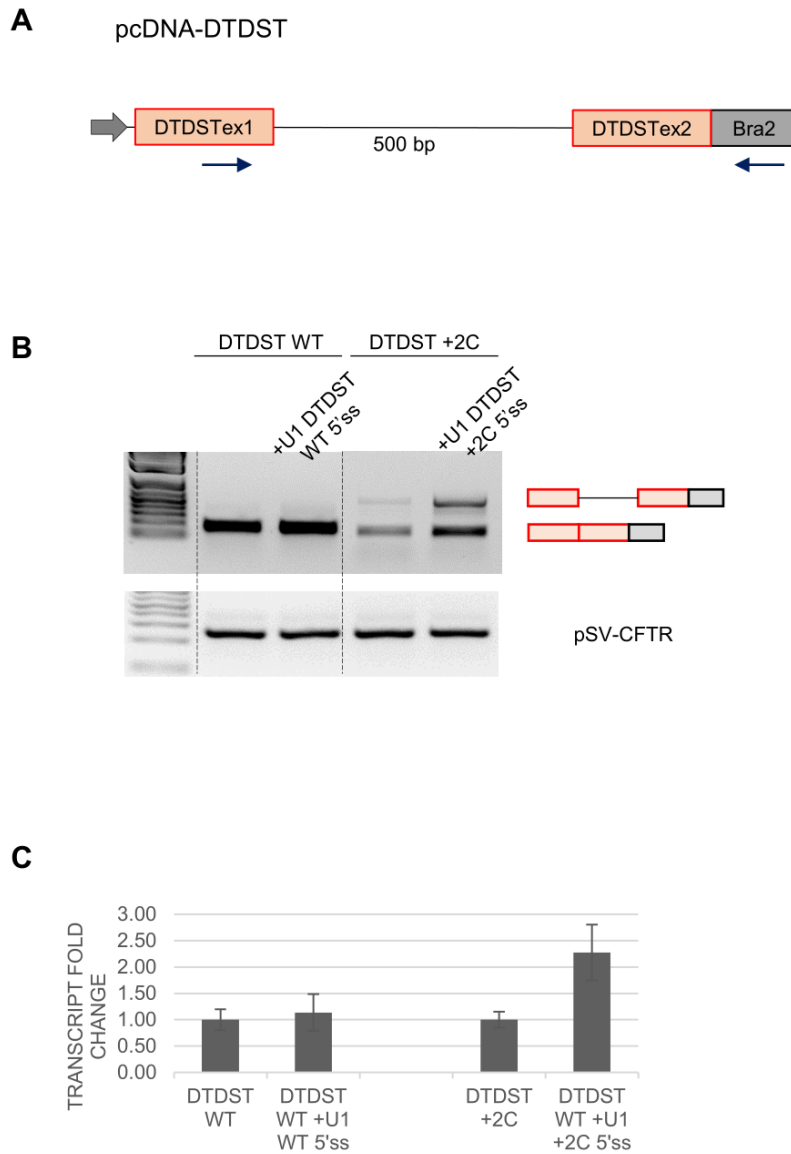 A
pcDNA-DTDST
DTDSTex1
500 bp
DTDSTex2
Bra2
B
DTDST WT
DTDST +2C
+U1 DTDST
WT 5'ss
+U1 DTDST
+2C 5'ss
pSV-CFTR
C
TRANSCRIPT FOLD
CHANGE
3.00
2.50
2.00
1.50
1.00
0.50
0.00
DTDST
WT
DTDST
WT +U1
WT 5'ss
DTDST
+2C
DTDST
WT +U1
+2C 5'ss